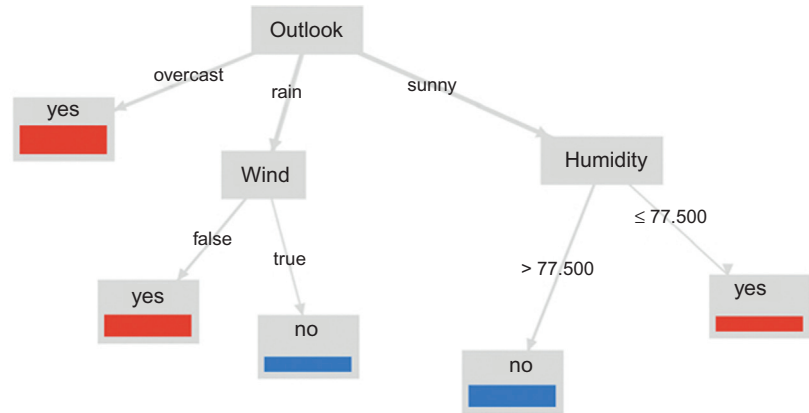 Outlook
overcast
rain
sunny
yes
Wind
Humidity
≤ 77.500
false
true
> 77.500
yes
no
yes
no